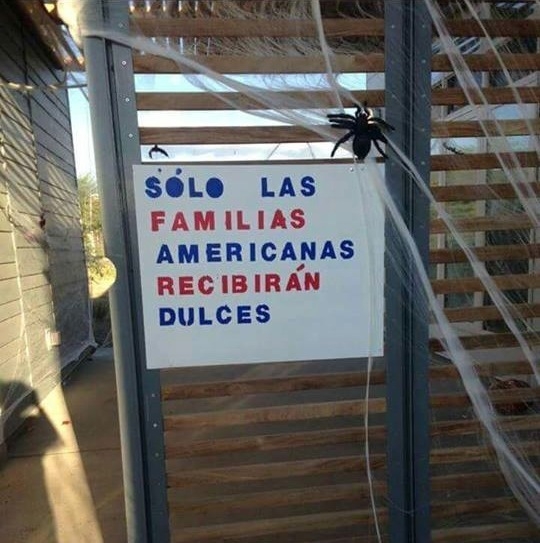 SÓLO LAS
FAMILIAS
AMERICANAS
RECIBIRÁN
DULCES